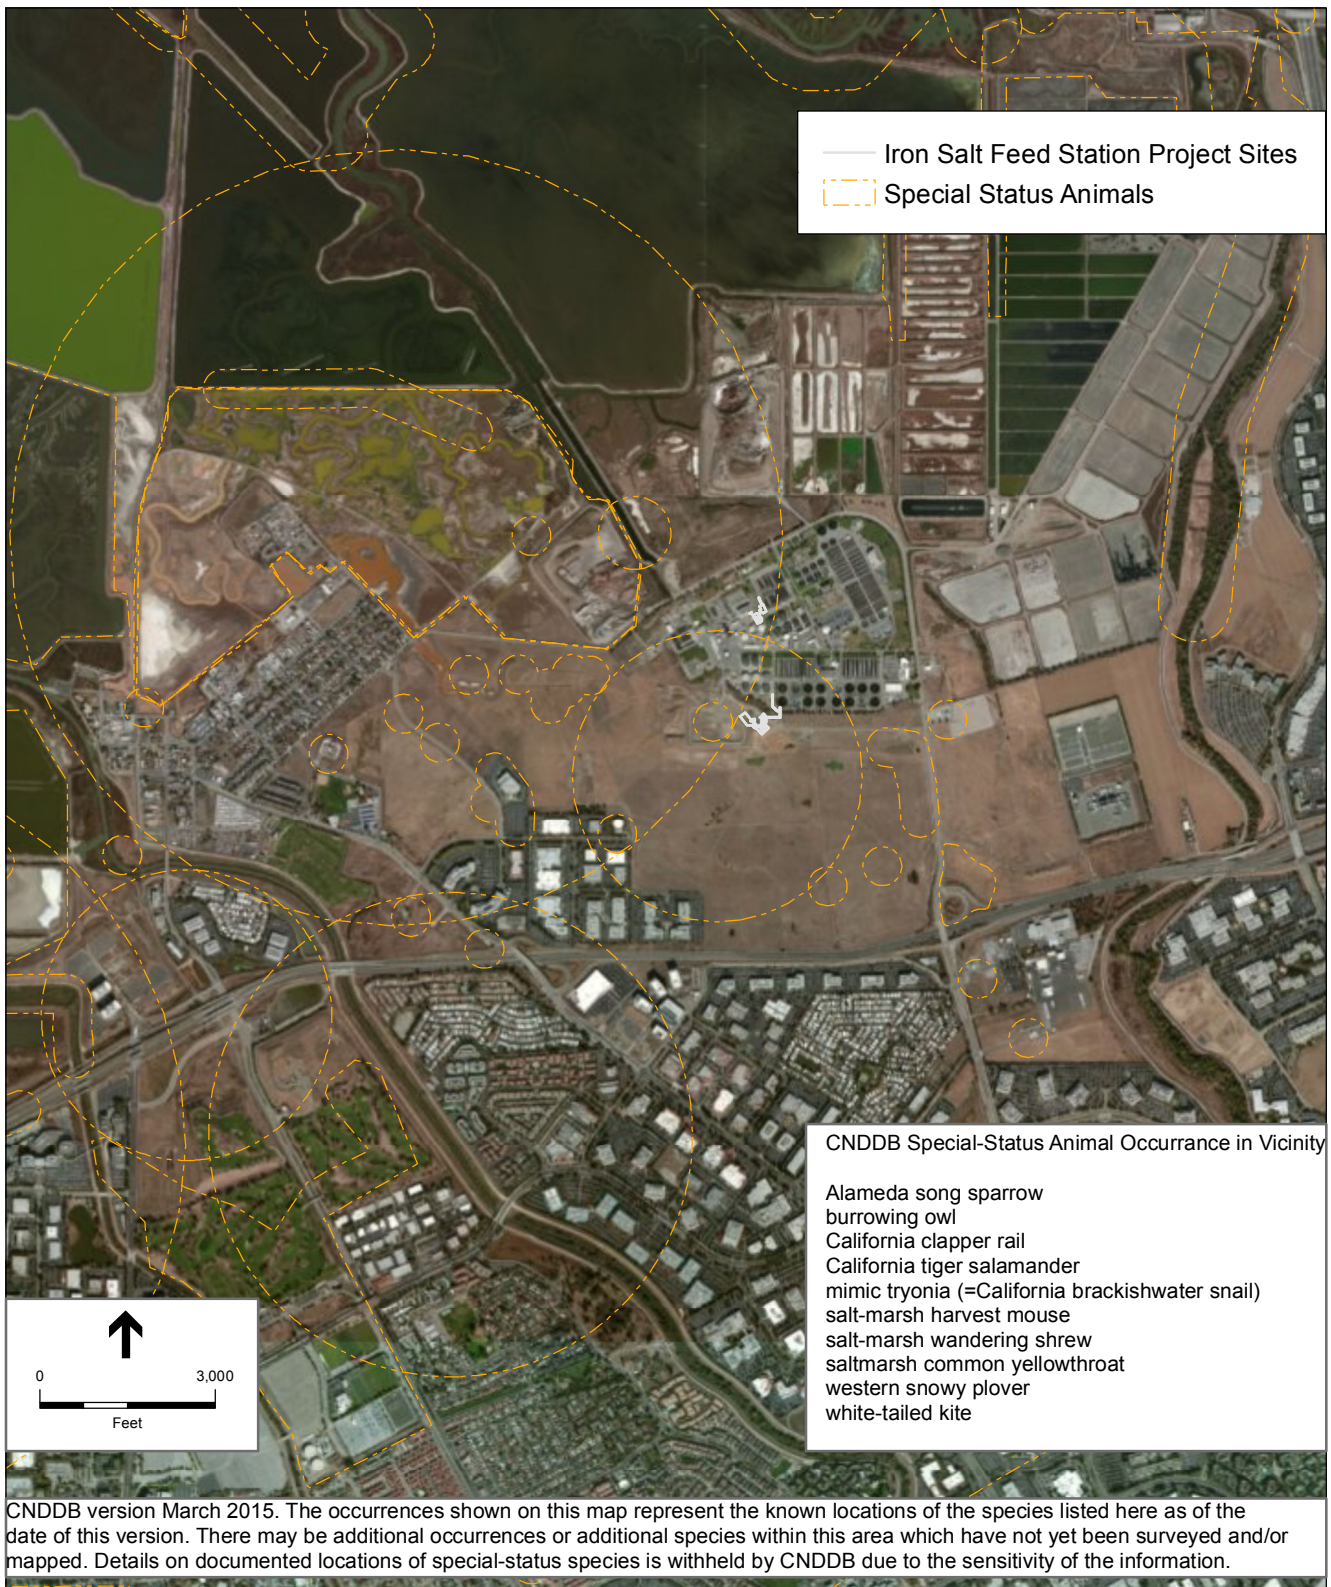 Iron Salt Feed Station Project Sites
Special Status Animals
CNDDB Special-Status Animal Occurrance in Vicinity
Alameda song sparrow
burrowing owl
California clapper rail
California tiger salamander
mimic tryonia (=California brackishwater snail)
salt-marsh harvest mouse
salt-marsh wandering shrew
saltmarsh common yellowthroat
western snowy plover
white-tailed kite
0 3,000
Feet
CNDDB version March 2015. The occurrences shown on this map represent the known locations of the species listed here as of the
date of this version. There may be additional occurrences or additional species within this area which have not yet been surveyed and/or
mapped. Details on documented locations of special-status species is withheld by CNDDB due to the sensitivity of the information.